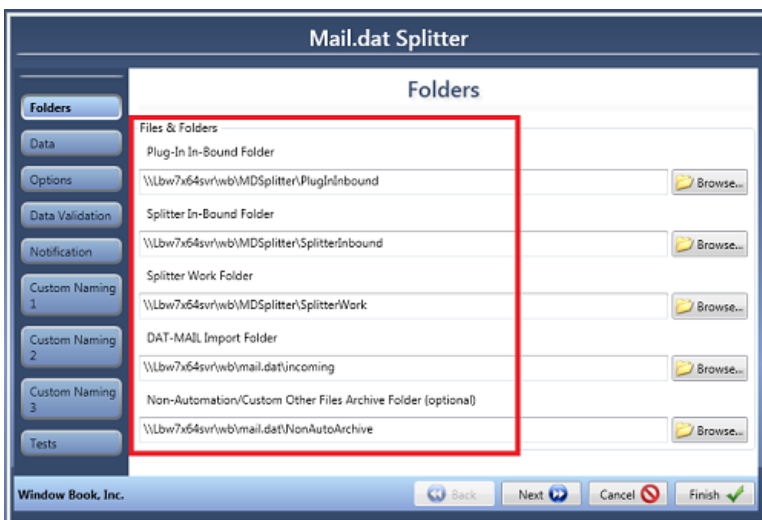 Mail.dat Splitter
Folders
Folders
Data
Options
Data Validation
Notification
Custom Naming
1
Custom Naming
2
Custom Naming
3
Tests
Files & Folders
Plug-In In-Bound Folder
\\Lbw7x64svr\wb\MDSplitter\PlugInInbound
Browse...
Splitter In-Bound Folder
\\Lbw7x64svr\wb\MDSplitter\SplitterInbound
Browse...
Splitter Work Folder
\\Lbw7x64svr\wb\MDSplitter\SplitterWork
Browse...
DAT-MAIL Import Folder
\\Lbw7x64svr\wb\mail.dat\incoming
Browse...
Non-Automation/Custom Other Files Archive Folder (optional)
\\Lbw7x64svr\wb\mail.dat\NonAutoArchive
Browse...
Window Book, Inc.
Back
Next
Cancel
Finish